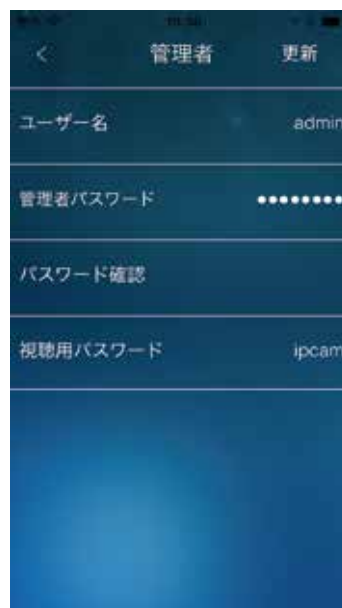 < 管理者 更新
ユーザー名 admin
管理者パスワード ••••••••
パスワード確認
視聴用パスワード ipcam